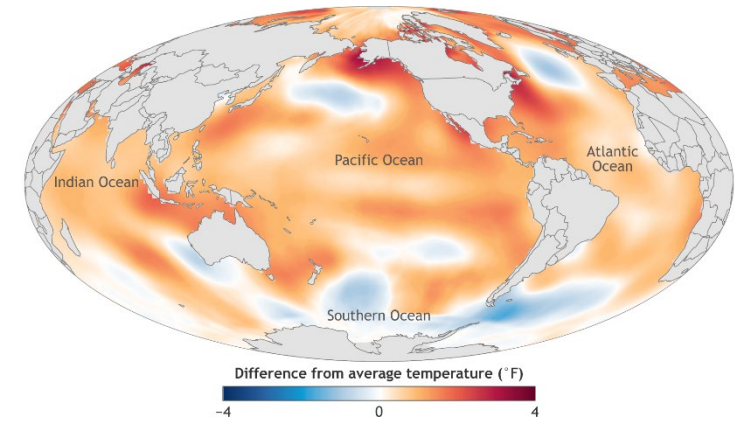 Pacific Ocean
Atlantic
Ocean
Indian Ocean
Southern Ocean
Difference from average temperature (°F)
−4 0 4